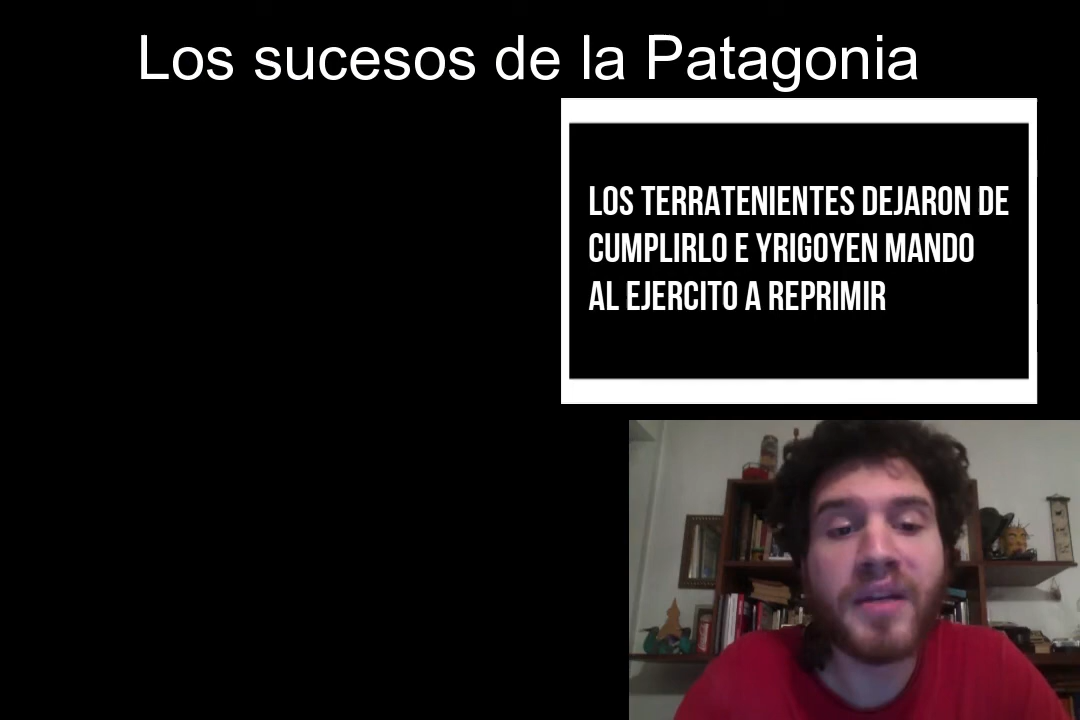 Los sucesos de la Patagonia
LOS TERRATENIENTES DEJARON DE
CUMPLIRLO E YRIGOYEN MANDO
AL EJERCITO A REPRIMIR